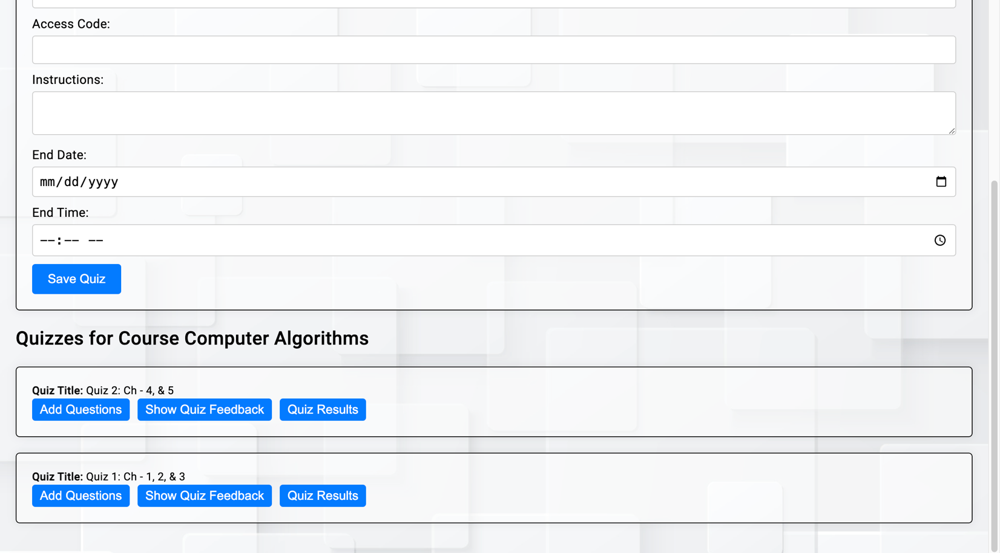 Access Code:
Instructions:
End Date:
mm/dd/yyyy
End Time:
--:-- --
Save Quiz
Quizzes for Course Computer Algorithms
Quiz Title: Quiz 2: Ch - 4, & 5
Add Questions Show Quiz Feedback Quiz Results
Quiz Title: Quiz 1: Ch - 1, 2, & 3
Add Questions Show Quiz Feedback Quiz Results